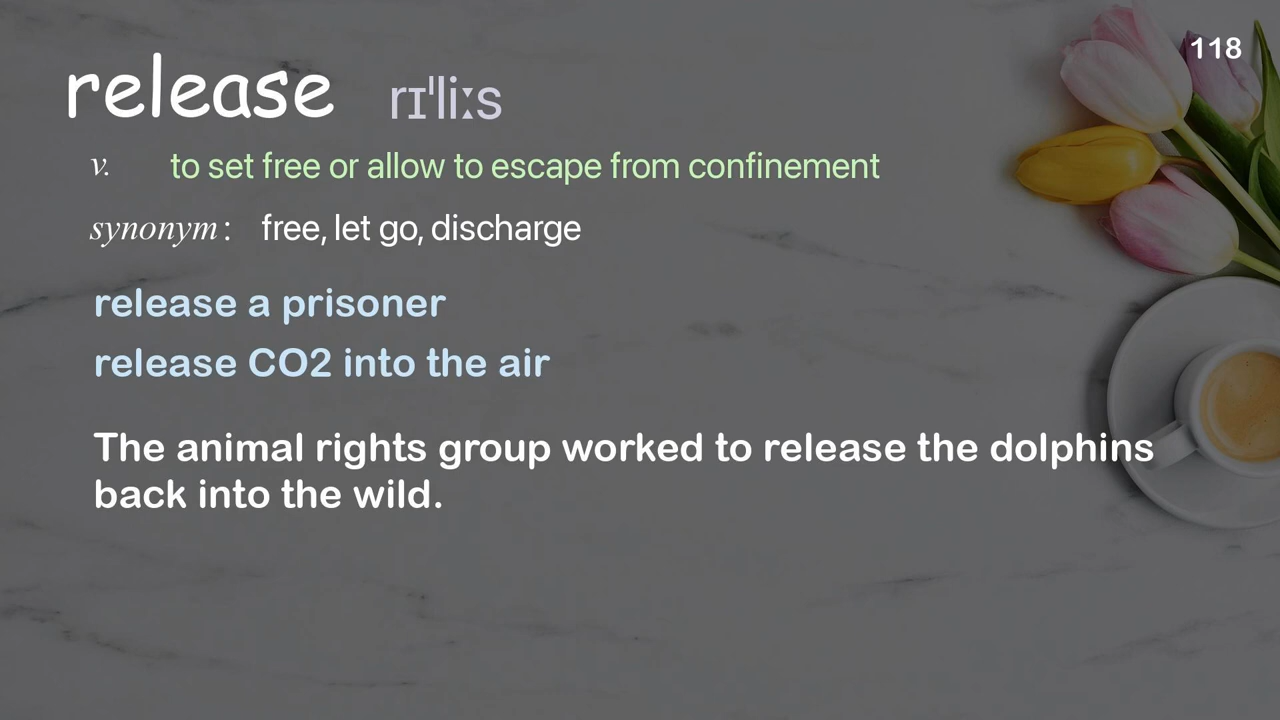 118
release rɪˈliːs
v. to set free or allow to escape from confinement
synonym : free, let go, discharge
release a prisoner
release CO2 into the air
The animal rights group worked to release the dolphins
back into the wild.